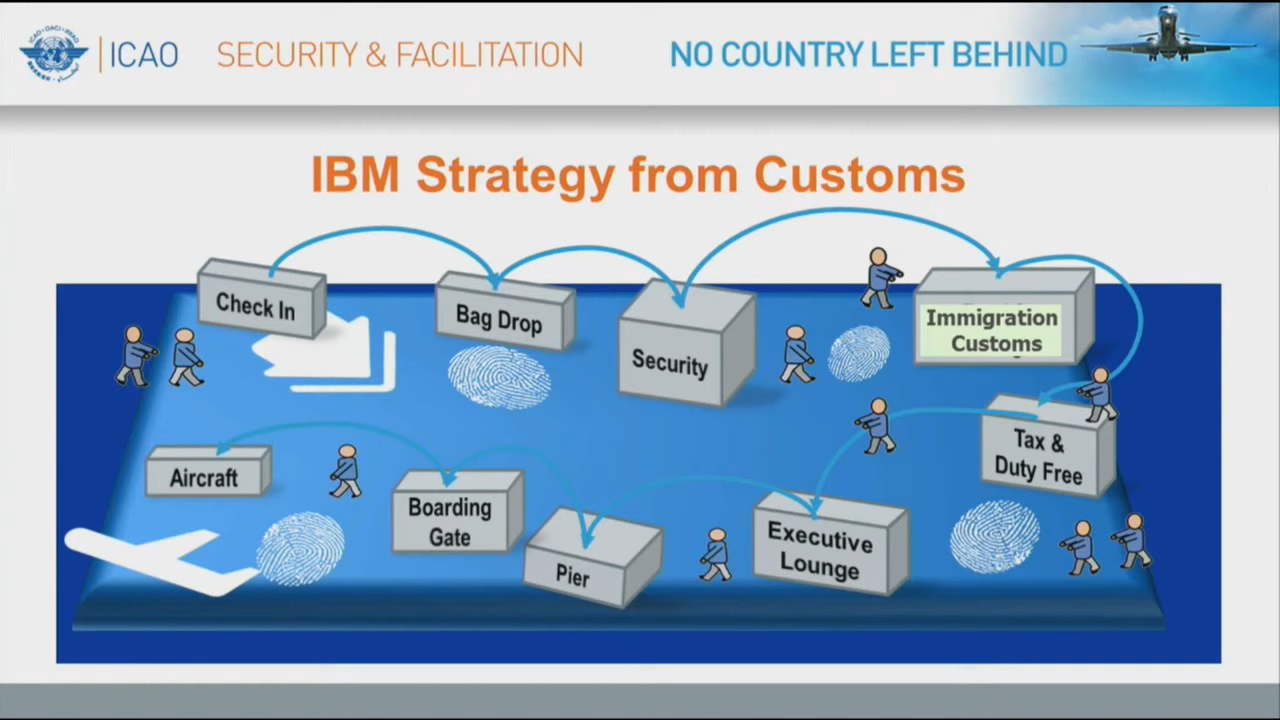 ICAO
SECURITY & FACILITATION
NO COUNTRY LEFT BEHIND
IBM Strategy from Customs
Check In
Bag Drop
Security
Immigration
Customs
Tax &
Duty Free
Executive
Lounge
Pier
Boarding
Gate
Aircraft